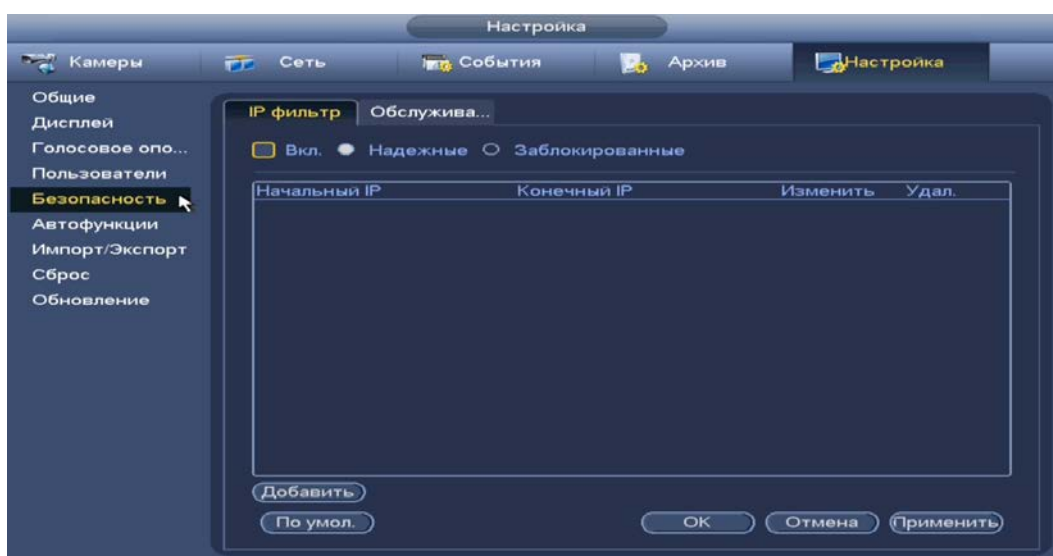 Настройка
Камеры Сеть События Архив Настройка
Общие
Дисплей
Голосовое опо...
Пользователи
Безопасность
Автофункции
Импорт/Экспорт
Сброс
Обновление
IP фильтр Обслужива...
Вкл. Надежные Заблокированные
Начальный IP Конечный IP Изменить Удал.
Добавить
По умол. OK Отмена Применить